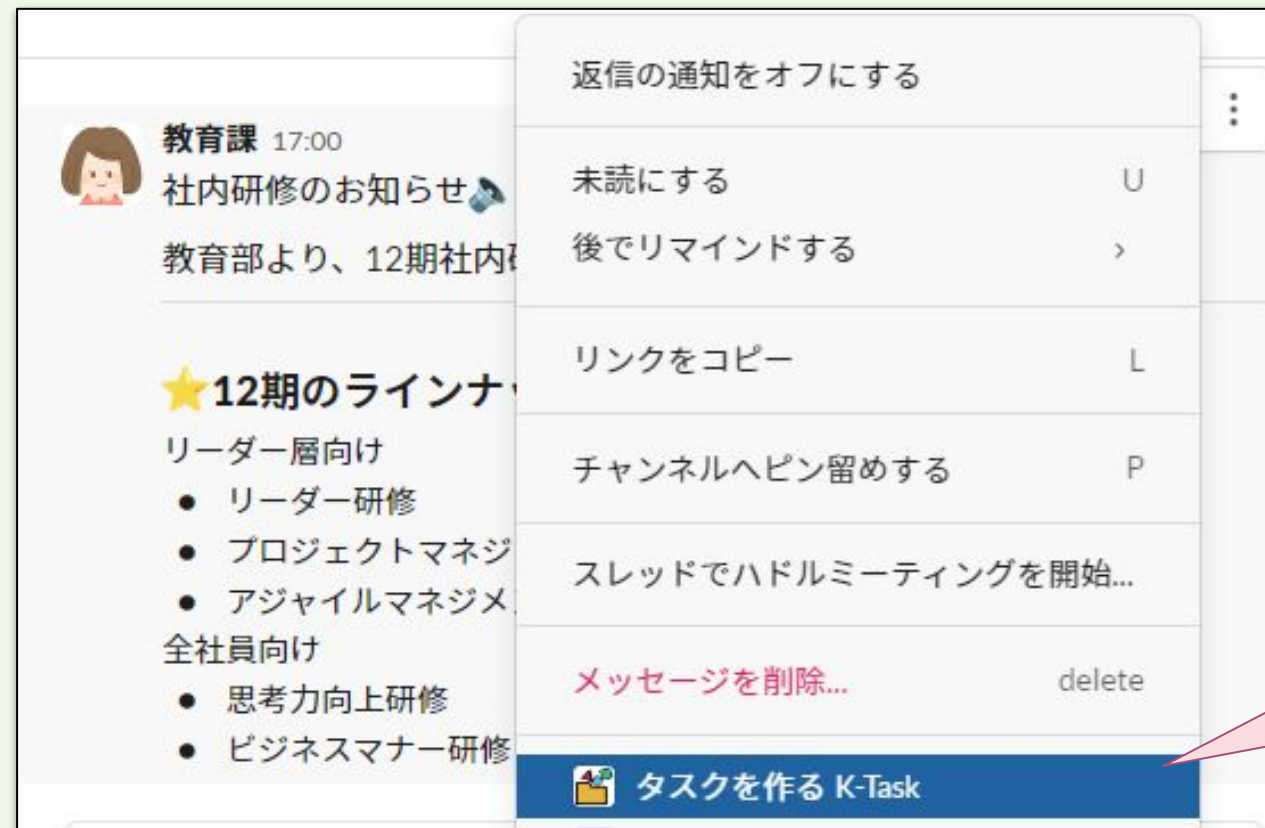 教育課 17:00
社内研修のお知らせ
教育部より、12期社内
12期のラインナ
リーダー層向け
• リーダー研修
• プロジェクトマネジ
• アジャイルマネジメ
全社員向け
• 思考力向上研修
• ビジネスマナー研修
返信の通知をオフにする
未読にする U
後でリマインドする >
リンクをコピー L
チャンネルへピン留めする P
スレッドでハドルミーティングを開始...
メッセージを削除... delete
タスクを作る K-Task